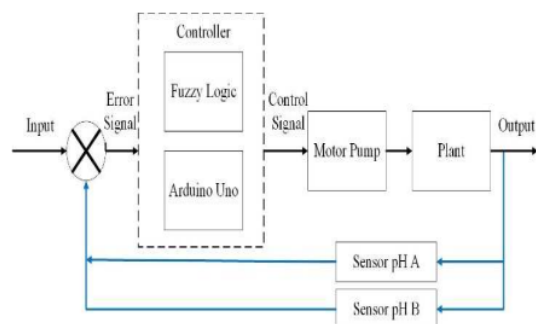 Controller
Fuzzy Logic
Arduino Uno
Input
Error
Signal
Control
Signal
Motor Pump
Plant
Output
Sensor pH A
Sensor pH B